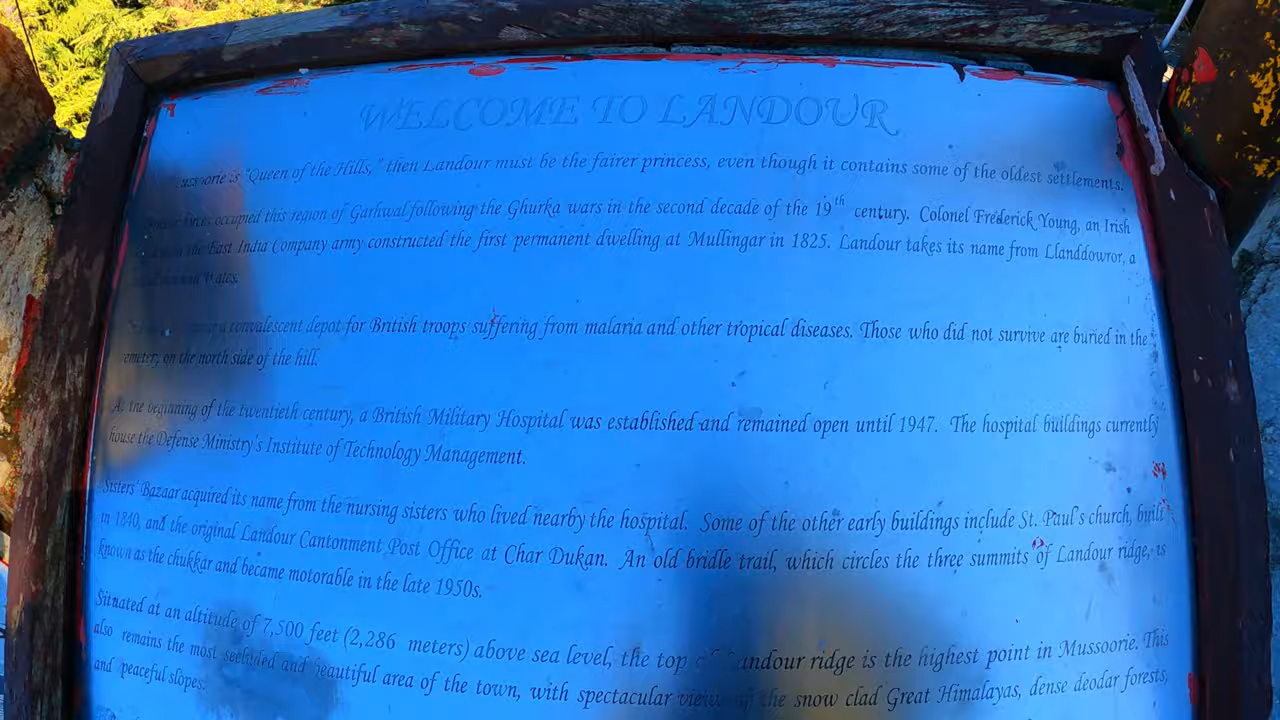 WELCOME TO LANDOUR
is "Queen of the Hills," then Landour must be the fairer princess, even though it contains some of the oldest settlements.
occupied this region of Garhwal following the Ghurka wars in the second decade of the 19th century. Colonel Frederick Young, an Irish
the East India Company army constructed the first permanent dwelling at Mullingar in 1825. Landour takes its name from Llanddowror, a
a convalescent depot for British troops suffering from malaria and other tropical diseases. Those who did not survive are buried in the
on the north side of the hill.
At the beginning of the twentieth century, a British Military Hospital was established and remained open until 1947. The hospital buildings currently
house the Defense Ministry's Institute of Technology Management.
Sisters' Bazaar acquired its name from the nursing sisters who lived nearby the hospital. Some of the other early buildings include St. Paul's church, built
in 1840, and the original Landour Cantonment Post Office at Char Dukan. An old bridle trail, which circles the three summits of Landour ridge, is
known as the chukkar and became motorable in the late 1950s.
Situated at an altitude of 7,500 feet (2,286 meters) above sea level, the top of Landour ridge is the highest point in Mussoorie. This
also remains the most secluded and beautiful area of the town, with spectacular views of the snow clad Great Himalayas, dense deodar forests,
and peaceful slopes.